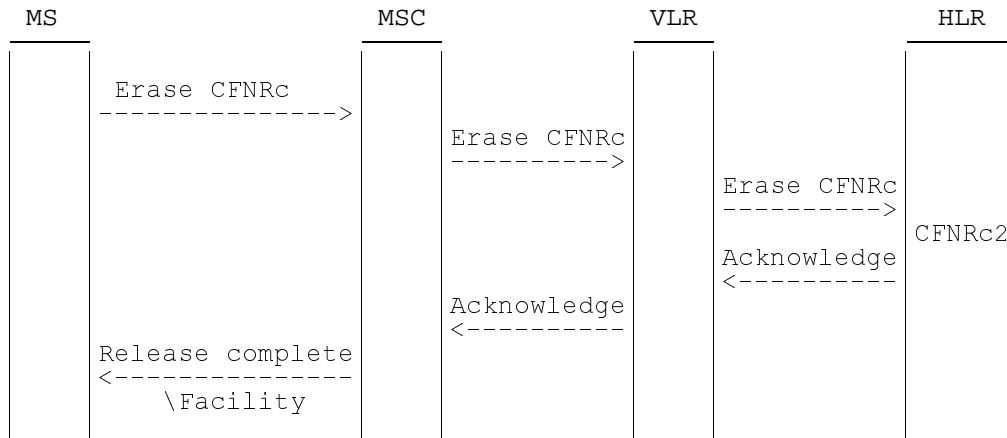 MS MSC VLR HLR
Erase CFNRc
--------------->
Erase CFNRc
---------->
Erase CFNRc
---------->
CFNRc2
Acknowledge
<----------
Acknowledge
<----------
Release complete
<---------------
\Facility